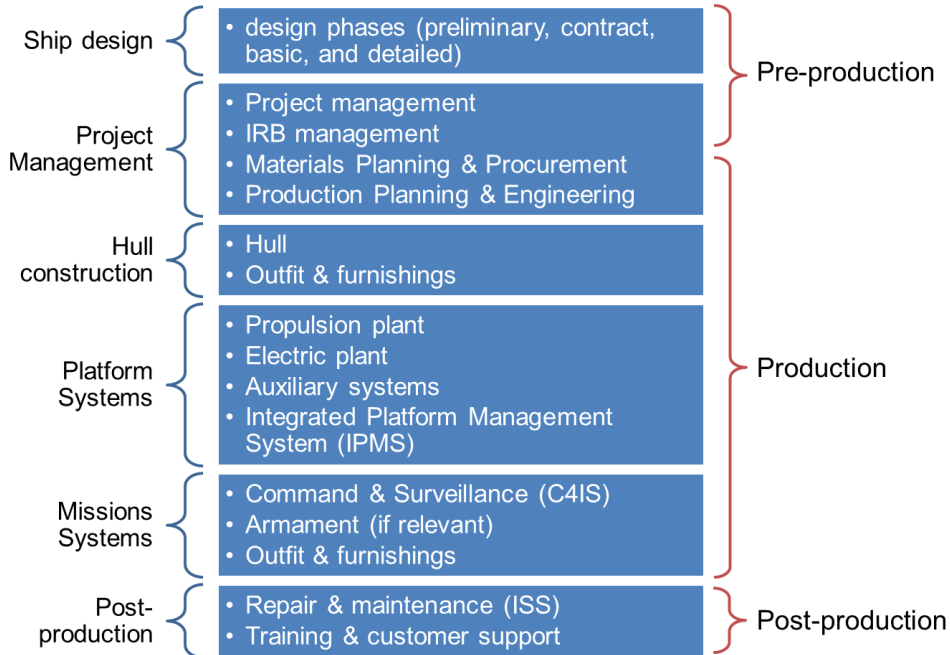 Ship design
• design phases (preliminary, contract,
basic, and detailed)
Pre-production
Project
Management
• Project management
• IRB management
• Materials Planning & Procurement
• Production Planning & Engineering
Hull
construction
• Hull
• Outfit & furnishings
Platform
Systems
• Propulsion plant
• Electric plant
• Auxiliary systems
• Integrated Platform Management
System (IPMS)
Production
Missions
Systems
• Command & Surveillance (C4IS)
• Armament (if relevant)
• Outfit & furnishings
Post-
production
• Repair & maintenance (ISS)
• Training & customer support
Post-production